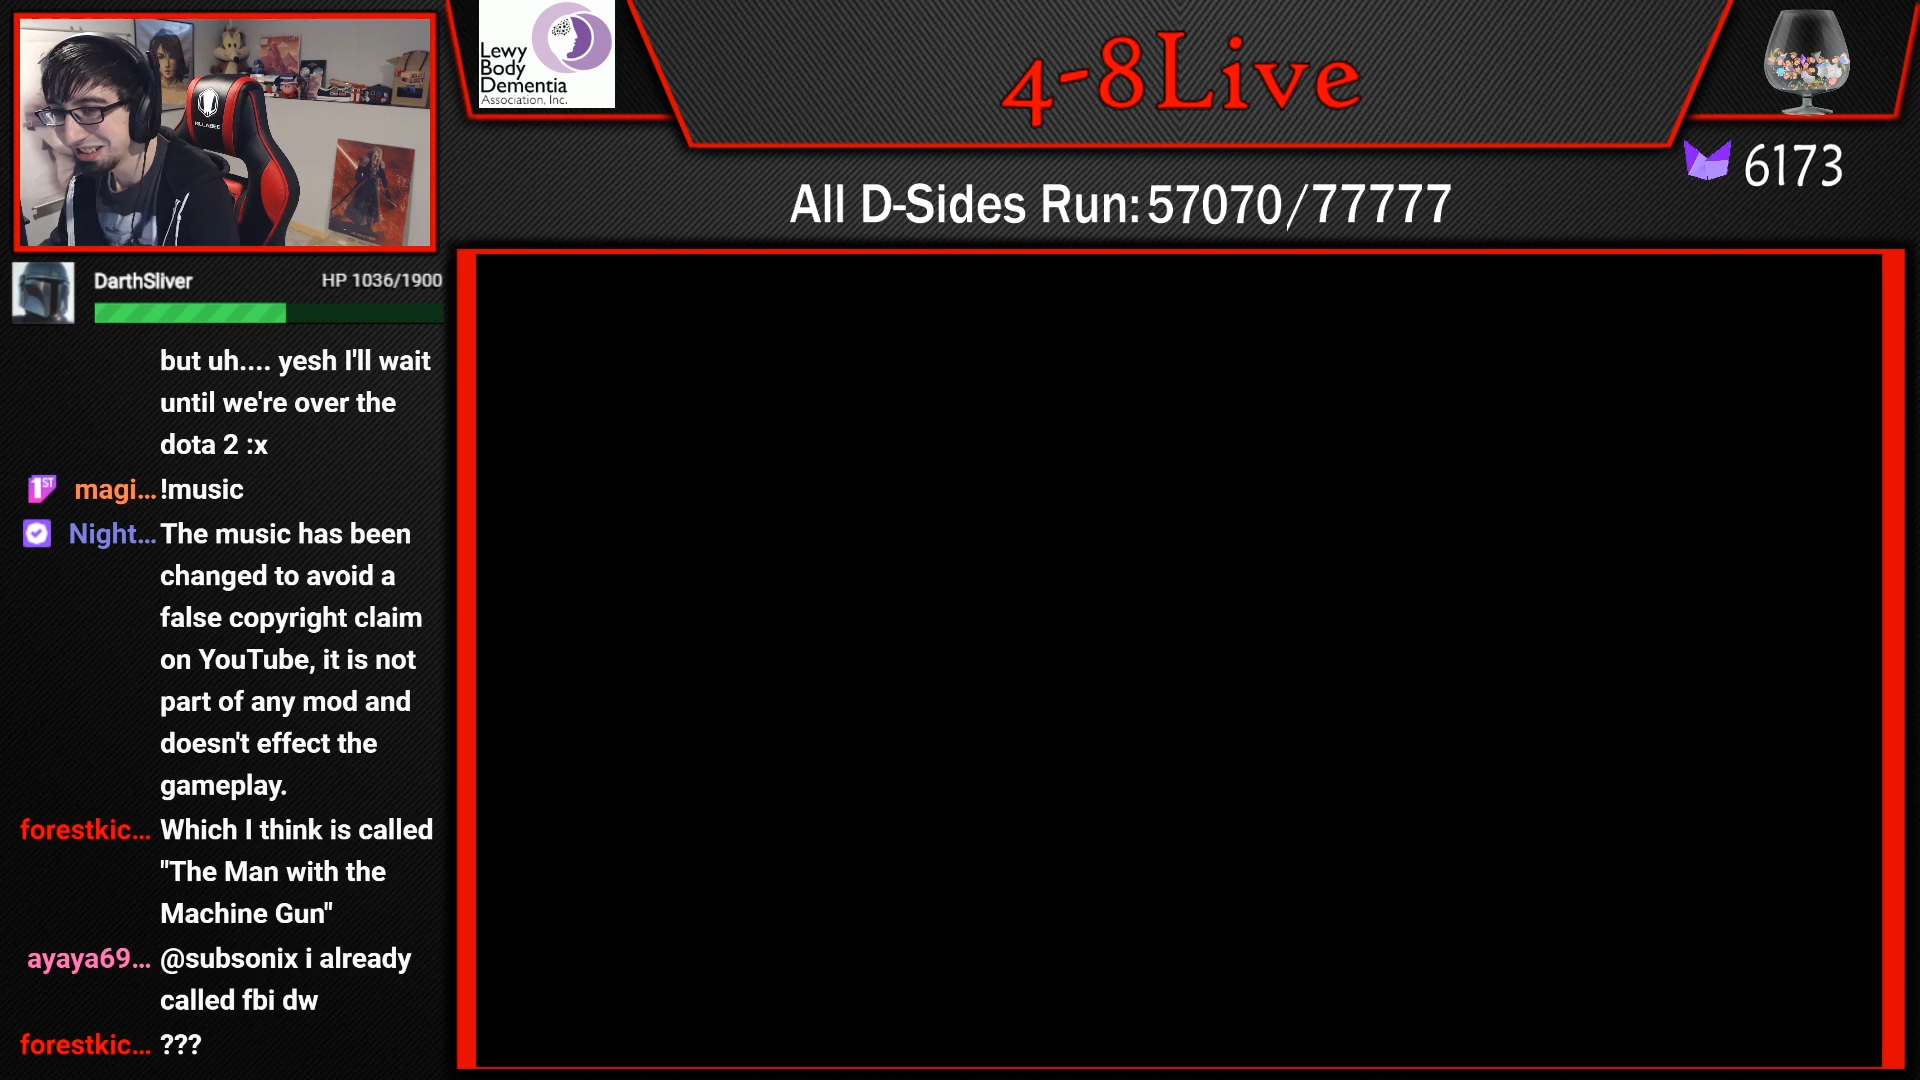 Lewy
Body
Dementia
Association, Inc.
4-8Live
6173
All D-Sides Run: 57070/77777
DarthSliver HP 1036/1900
but uh.... yesh I'll wait
until we're over the
dota 2 :x
1ST magi... !music
Night... The music has been
changed to avoid a
false copyright claim
on YouTube, it is not
part of any mod and
doesn't effect the
gameplay.
forestkic... Which I think is called
"The Man with the
Machine Gun"
ayaya69... @subsonix i already
called fbi dw
forestkic... ???